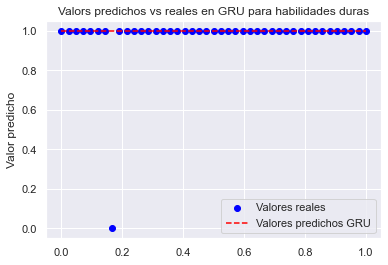 Valors predichos vs reales en GRU para habilidades duras
1.0
0.8
0.6
0.4
0.2
0.0
Valor predicho
Valores reales
Valores predichos GRU
0.0 0.2 0.4 0.6 0.8 1.0